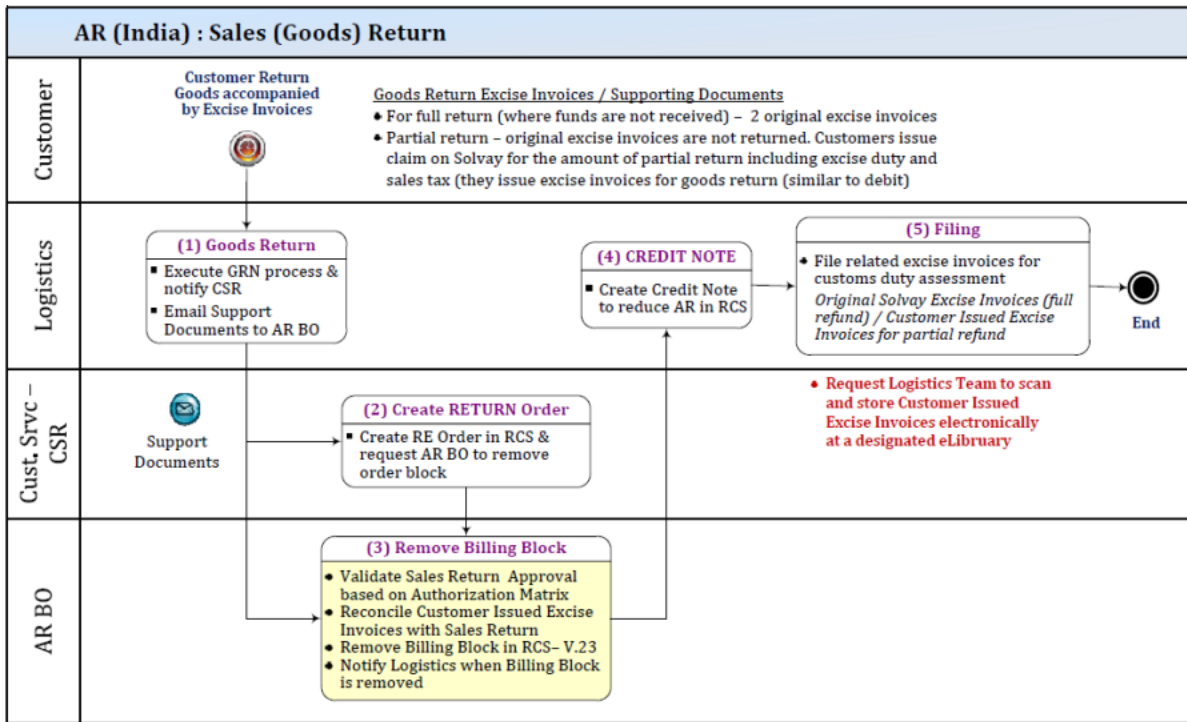 AR (India) : Sales (Goods) Return
Customer
Customer Return
Goods accompanied
by Excise Invoices
Goods Return Excise Invoices / Supporting Documents
For full return (where funds are not received) – 2 original excise invoices
Partial return – original excise invoices are not returned. Customers issue
claim on Solvay for the amount of partial return including excise duty and
sales tax (they issue excise invoices for goods return (similar to debit)
Logistics
(1) Goods Return
Execute GRN process &
notify CSR
Email Support
Documents to AR BO
(4) CREDIT NOTE
Create Credit Note
to reduce AR in RCS
(5) Filing
File related excise invoices for
customs duty assessment
Original Solvay Excise Invoices (full
refund) / Customer Issued Excise
Invoices for partial refund
End
Cust. Srvc –
CSR
Support
Documents
(2) Create RETURN Order
Create RE Order in RCS &
request AR BO to remove
order block
Request Logistics Team to scan
and store Customer Issued
Excise Invoices electronically
at a designated eLibruary
AR BO
(3) Remove Billing Block
Validate Sales Return Approval
based on Authorization Matrix
Reconcile Customer Issued Excise
Invoices with Sales Return
Remove Billing Block in RCS– V.23
Notify Logistics when Billing Block
is removed